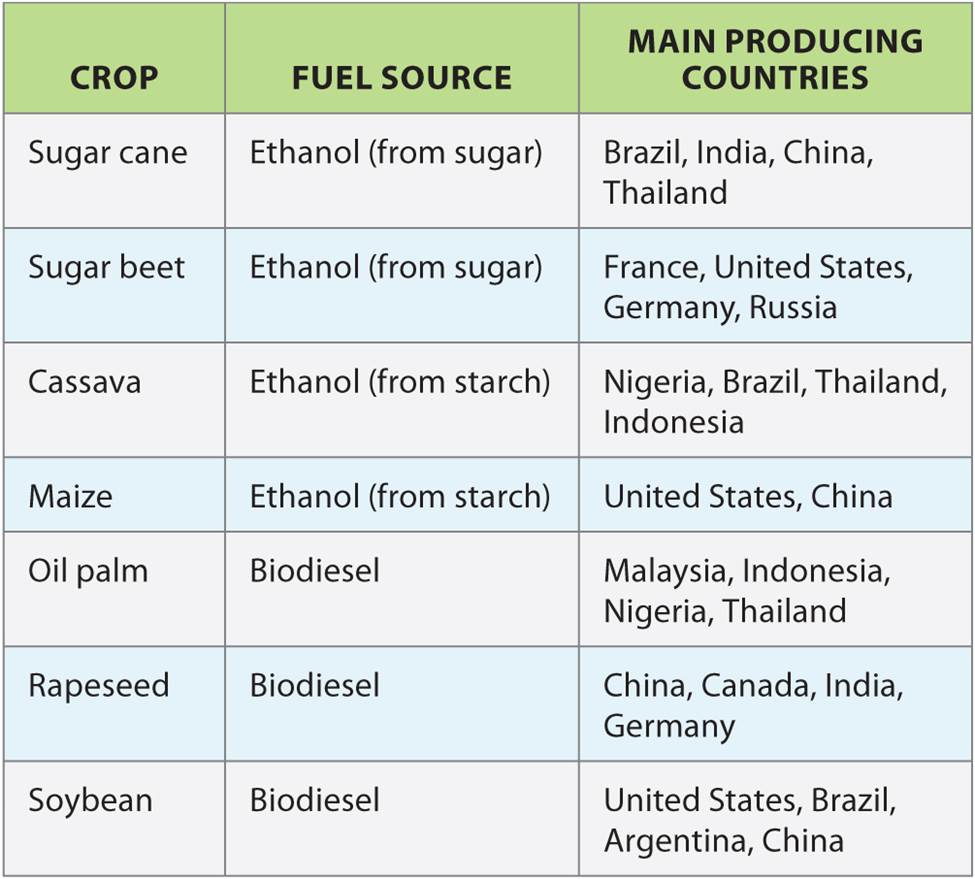 CROP
FUEL SOURCE
MAIN PRODUCING
COUNTRIES
Sugar cane
Ethanol (from sugar)
Brazil, India, China,
Thailand
Sugar beet
Ethanol (from sugar)
France, United States,
Germany, Russia
Cassava
Ethanol (from starch)
Nigeria, Brazil, Thailand,
Indonesia
Maize
Ethanol (from starch)
United States, China
Oil palm
Biodiesel
Malaysia, Indonesia,
Nigeria, Thailand
Rapeseed
Biodiesel
China, Canada, India,
Germany
Soybean
Biodiesel
United States, Brazil,
Argentina, China